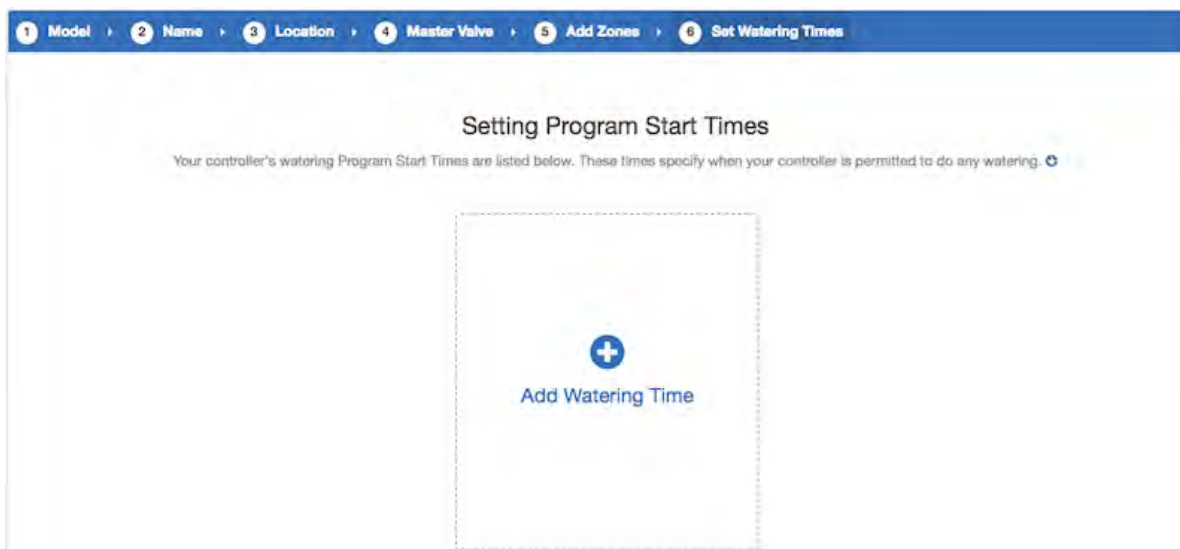 1 Model 2 Name 3 Location 4 Master Valve 5 Add Zones 6 Set Watering Times
Setting Program Start Times
Your controller's watering Program Start Times are listed below. These times specify when your controller is permitted to do any watering.
Add Watering Time